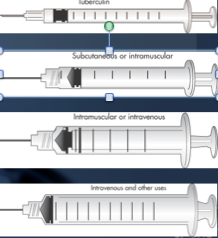 Tuberculin
Subcutaneous or intramuscular
Intramuscular or intravenous
Intravenous and other uses